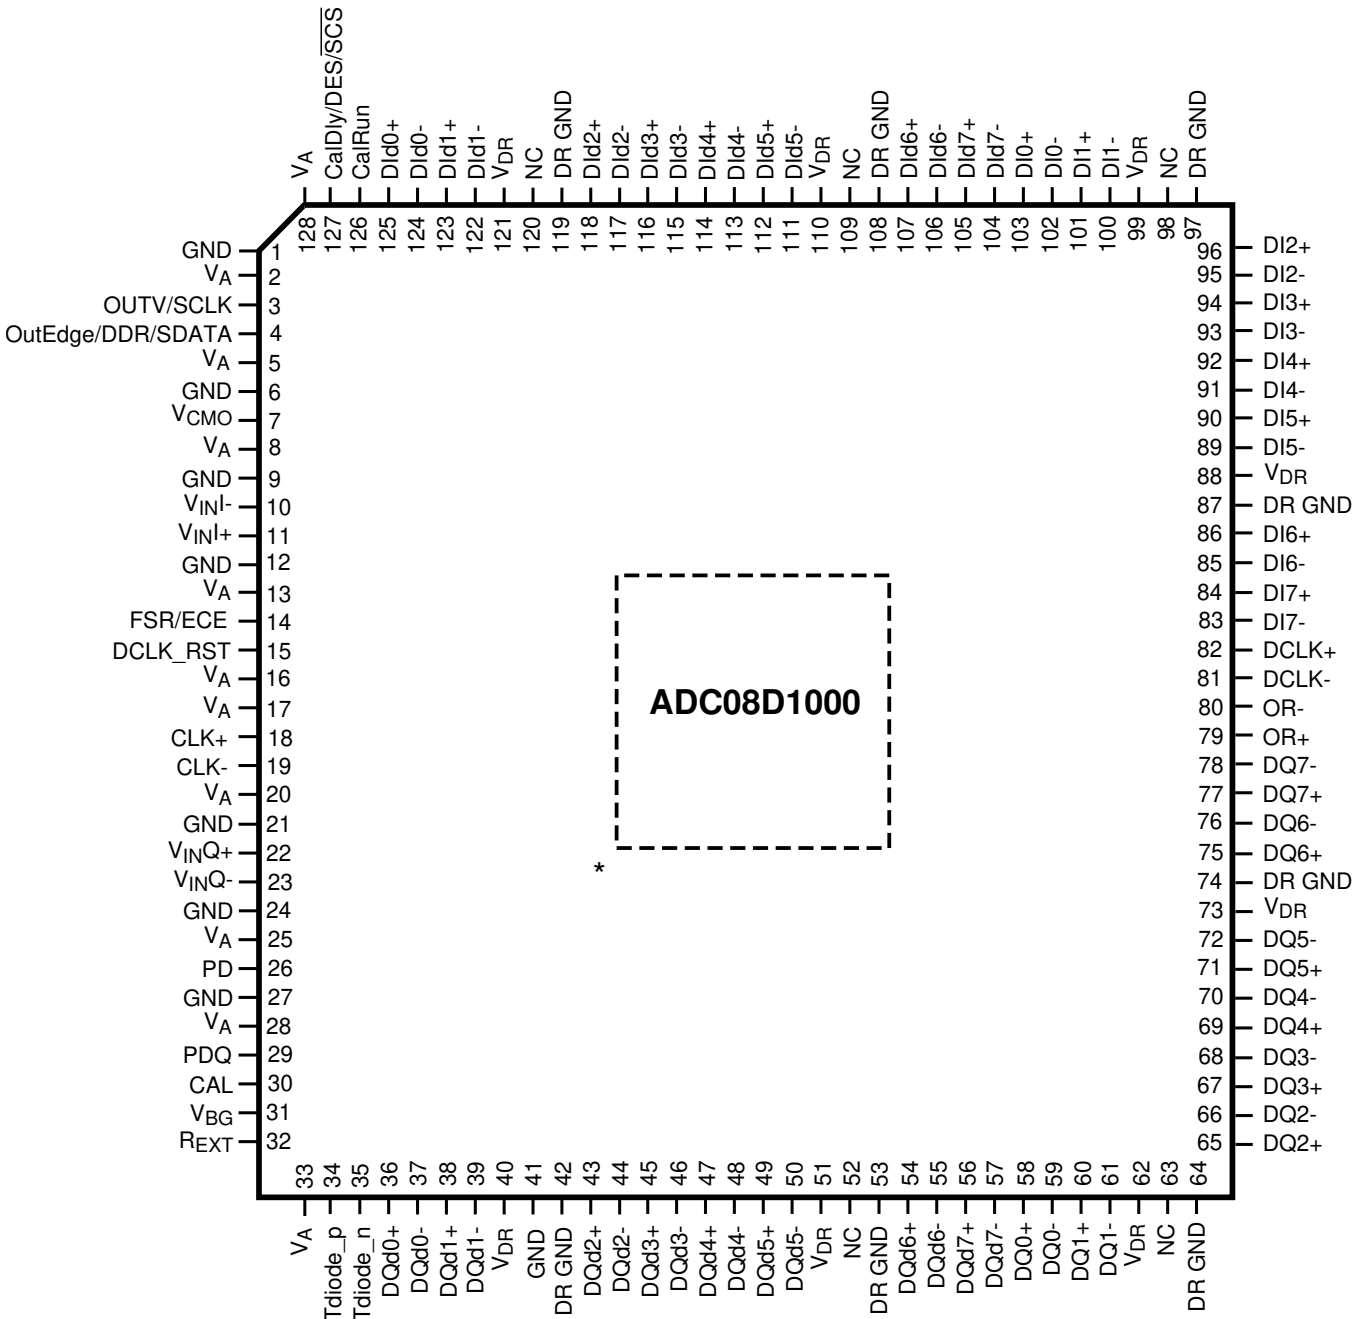 VA
CalDly/DES/SCS
CalRun
DId0+
DId0-
DId1+
DId1-
VDR
NC
DR GND
DId2+
DId2-
DId3+
DId3-
DId4+
DId4-
DId5+
DId5-
VDR
NC
DR GND
DId6+
DId6-
DId7+
DId7-
DI0+
DI0-
DI1+
DI1-
VDR
NC
DR GND
128
127
126
125
124
123
122
121
120
119
118
117
116
115
114
113
112
111
110
109
108
107
106
105
104
103
102
101
100
99
98
97
GND 1
VA 2
OUTV/SCLK 3
OutEdge/DDR/SDATA 4
VA 5
GND 6
VCMO 7
VA 8
GND 9
VINI- 10
VINI+ 11
GND 12
VA 13
FSR/ECE 14
DCLK_RST 15
VA 16
VA 17
CLK+ 18
CLK- 19
VA 20
GND 21
VINQ+ 22
VINQ- 23
GND 24
VA 25
PD 26
GND 27
VA 28
PDQ 29
CAL 30
VBG 31
REXT 32
ADC08D1000
*
96 DI2+
95 DI2-
94 DI3+
93 DI3-
92 DI4+
91 DI4-
90 DI5+
89 DI5-
88 VDR
87 DR GND
86 DI6+
85 DI6-
84 DI7+
83 DI7-
82 DCLK+
81 DCLK-
80 OR-
79 OR+
78 DQ7-
77 DQ7+
76 DQ6-
75 DQ6+
74 DR GND
73 VDR
72 DQ5-
71 DQ5+
70 DQ4-
69 DQ4+
68 DQ3-
67 DQ3+
66 DQ2-
65 DQ2+
33
34
35
36
37
38
39
40
41
42
43
44
45
46
47
48
49
50
51
52
53
54
55
56
57
58
59
60
61
62
63
64
VA
Tdiode_p
Tdiode_n
DQd0+
DQd0-
DQd1+
DQd1-
VDR
GND
DR GND
DQd2+
DQd2-
DQd3+
DQd3-
DQd4+
DQd4-
DQd5+
DQd5-
VDR
NC
DR GND
DQd6+
DQd6-
DQd7+
DQd7-
DQ0+
DQ0-
DQ1+
DQ1-
VDR
NC
DR GND